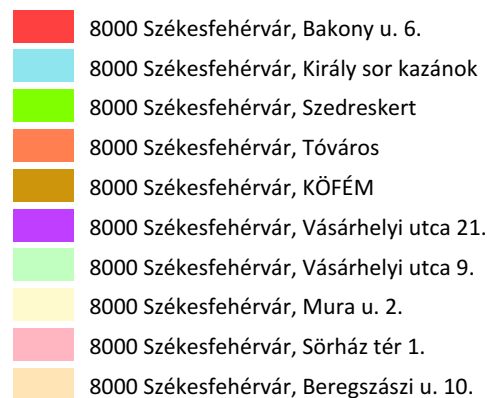 8000 Székesfehérvár, Bakony u. 6.
8000 Székesfehérvár, Király sor kazánok
8000 Székesfehérvár, Szedreskert
8000 Székesfehérvár, Tóváros
8000 Székesfehérvár, KÖFÉM
8000 Székesfehérvár, Vásárhelyi utca 21.
8000 Székesfehérvár, Vásárhelyi utca 9.
8000 Székesfehérvár, Mura u. 2.
8000 Székesfehérvár, Sörház tér 1.
8000 Székesfehérvár, Beregszászi u. 10.